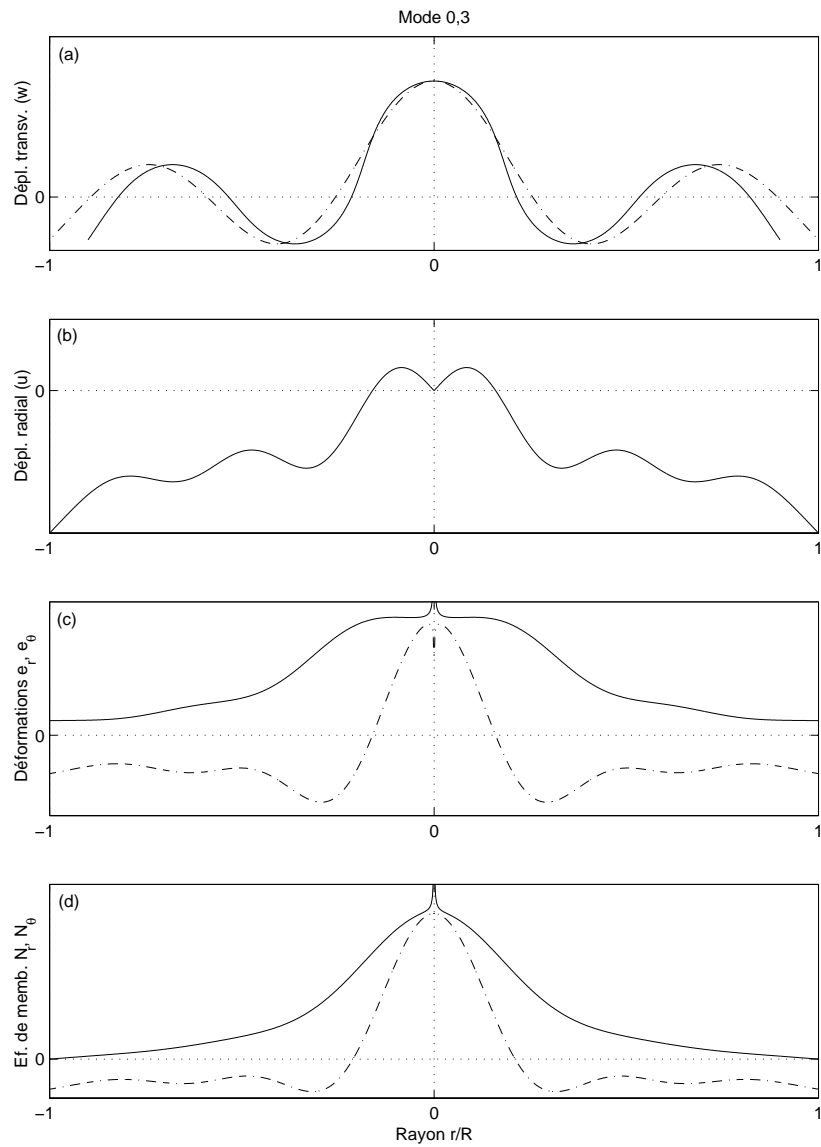 Mode 0,3
(a)
Dépl. transv. (w)
0
−1
0
1
(b)
Dépl. radial (u)
0
−1
0
1
(c)
Déformations e_r, e_θ
0
−1
0
1
(d)
Ef. de memb. N_r, N_θ
0
−1
0
1
Rayon r/R